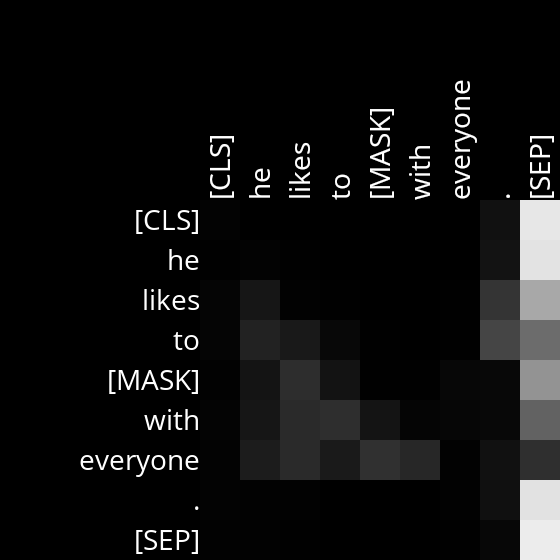 [CLS] he likes to [MASK] with everyone . [SEP]
[CLS]
he
likes
to
[MASK]
with
everyone
.
[SEP]